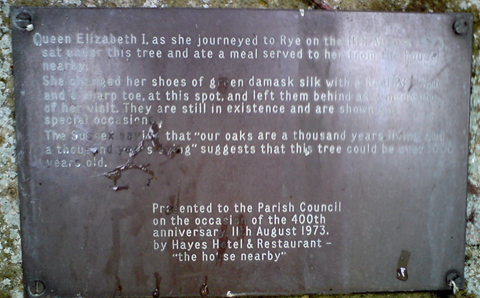 Queen Elizabeth I, as she journeyed to Rye on the
sat under this tree and ate a meal served to her from the
nearby.
She changed her shoes of green damask silk with a
and a sharp toe, at this spot, and left them behind as a
of her visit. They are still in existence and are shown
special occasion
The Sussex that "our oaks are a thousand years
a thousand suggests that this tree could be over
years old.
Presented to the Parish Council
on the occasion of the 400th
anniversary 11th August 1973.
by Hayes Hotel & Restaurant -
"the house nearby"